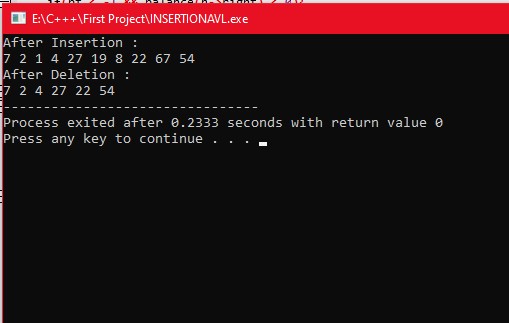 E:\C+++\First Project\INSERTIONAVL.exe
After Insertion :
7 2 1 4 27 19 8 22 67 54
After Deletion :
7 2 4 27 22 54
--------------------------------
Process exited after 0.2333 seconds with return value 0
Press any key to continue . . .